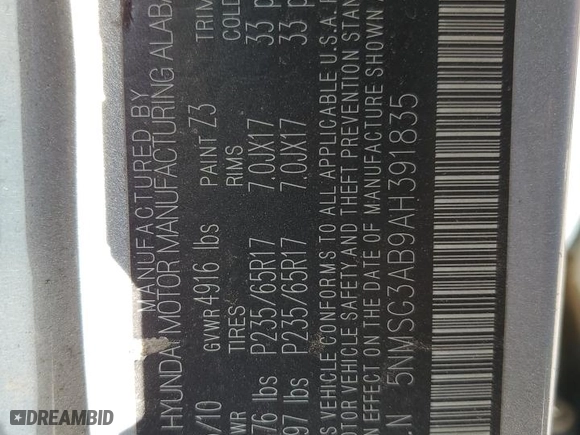 MANUFACTURED BY
HYUNDAI MOTOR MANUFACTURING ALABA
GVWR 4916 lbs PAINT Z3 TRIM
TIRES RIMS COLD
P235/65R17 7.0JX17 33
P235/65R17 7.0JX17 33
VEHICLE CONFORMS TO ALL APPLICABLE U.S.A.
VEHICLE SAFETY, AND THEFT PREVENTION STAN
ON THE DATE OF MANUFACTURE SHOWN
5NMSG3AB9AH391835
/10
WR
76 lbs
97 lbs
DREAMBID